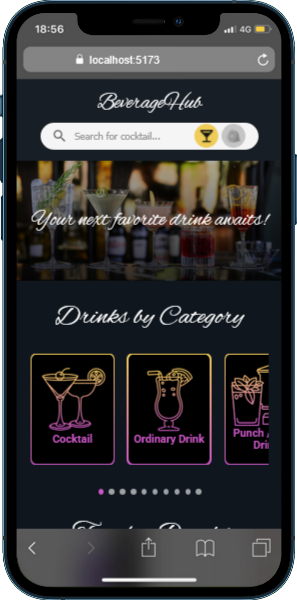 18:56
4G
localhost:5173
BeverageHub
Search for cocktail...
Your next favorite drink awaits!
Drinks by Category
Cocktail
Ordinary Drink
Punch